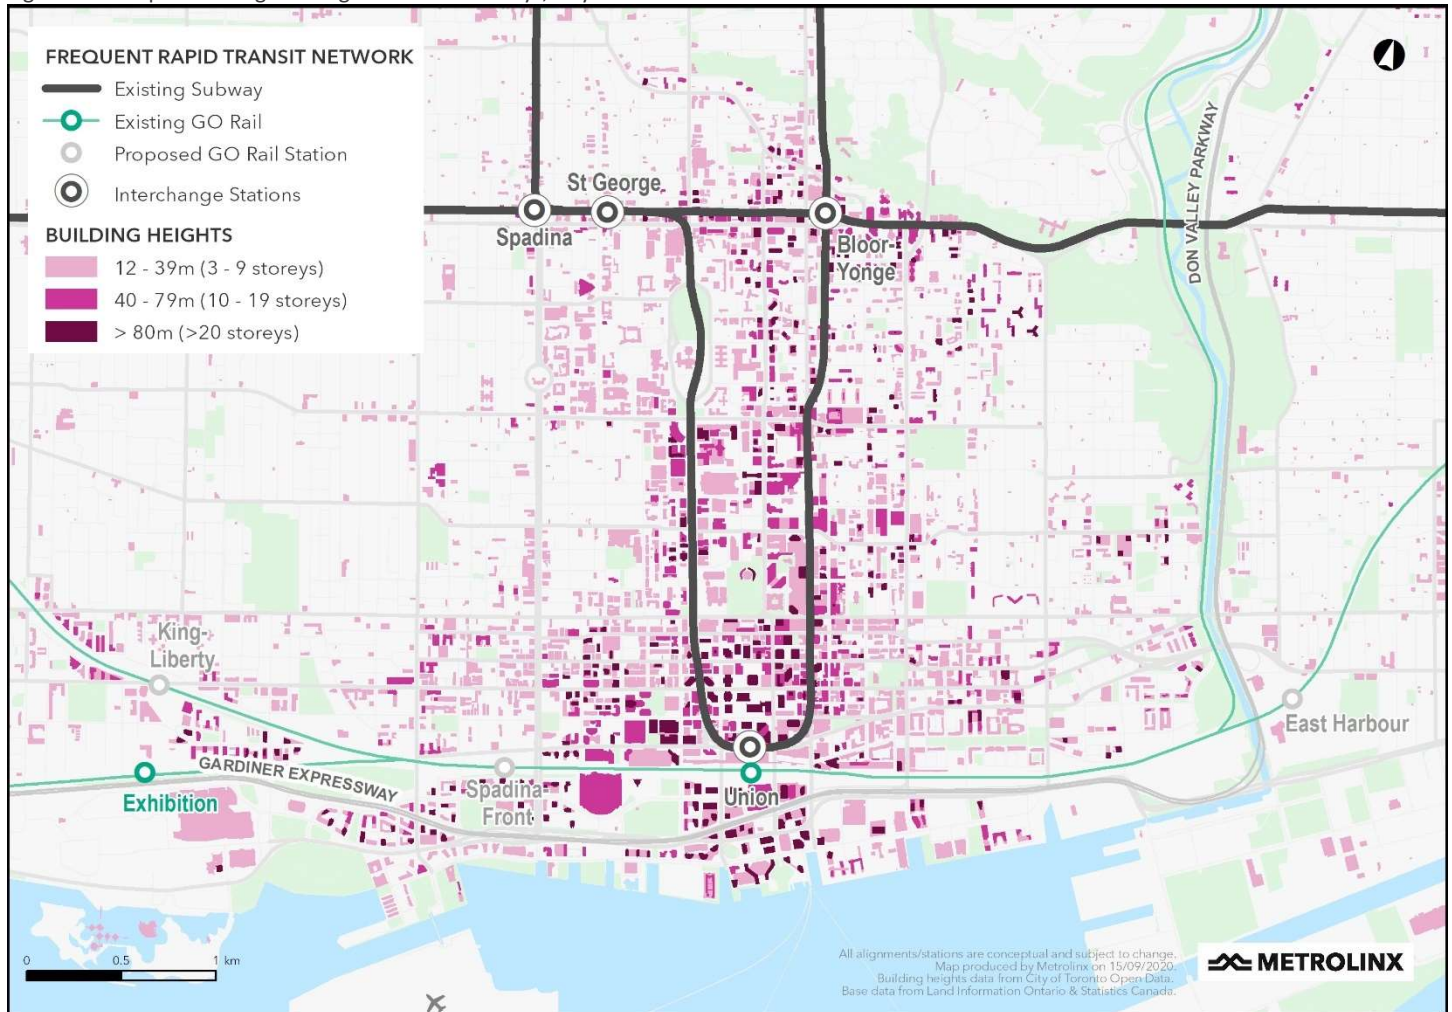 FREQUENT RAPID TRANSIT NETWORK
Existing Subway
Existing GO Rail
Proposed GO Rail Station
Interchange Stations
BUILDING HEIGHTS
12 - 39m (3 - 9 storeys)
40 - 79m (10 - 19 storeys)
> 80m (>20 storeys)
St George
Spadina
Bloor-
Yonge
DON VALLEY PARKWAY
King-
Liberty
Exhibition
GARDINER EXPRESSWAY
Spadina-
Front
Union
East Harbour
0 0.5 1 km
All alignments/stations are conceptual and subject to change.
Map produced by Metrolinx on 15/09/2020.
Building heights data from City of Toronto Open Data.
Base data from Land Information Ontario & Statistics Canada.
METROLINX